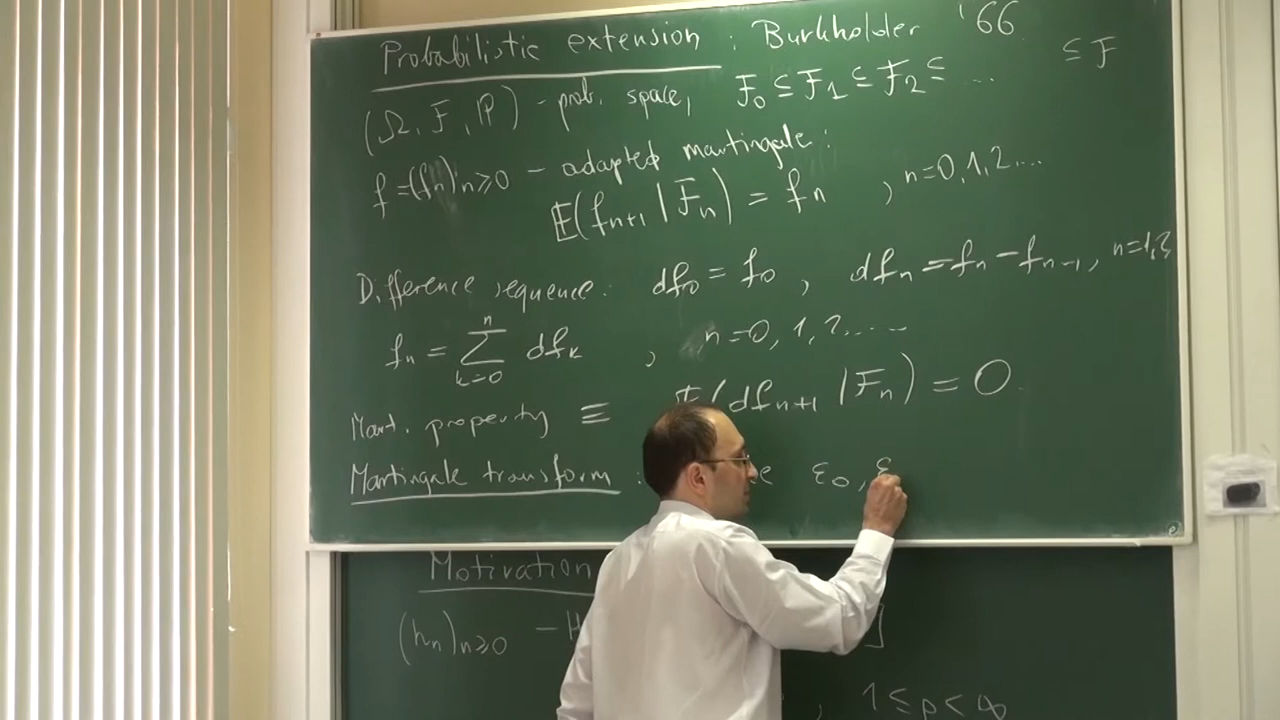 Probabilistic extension : Burkholder '66
(Ω, F, ℙ) - prob. space, F₀ ⊆ F₁ ⊆ F₂ ⊆ ... ⊆ F
f = (fₙ)ₙ≥₀ - adapted martingale :
𝔼(fₙ₊₁ | Fₙ) = fₙ , n=0,1,2....
Difference sequence: df₀ = f₀ , dfₙ = fₙ - fₙ₋₁, n=1,2
fₙ = ∑ₖ₌₀ⁿ dfₖ , n=0, 1, 2.....
Mart. property ≡ 𝔼(dfₙ₊₁ | Fₙ) = 0.
Martingale transform : ε₀, ε
Motivation
(hₙ)ₙ≥₀ - H ]
, 1 ≤ p < ∞